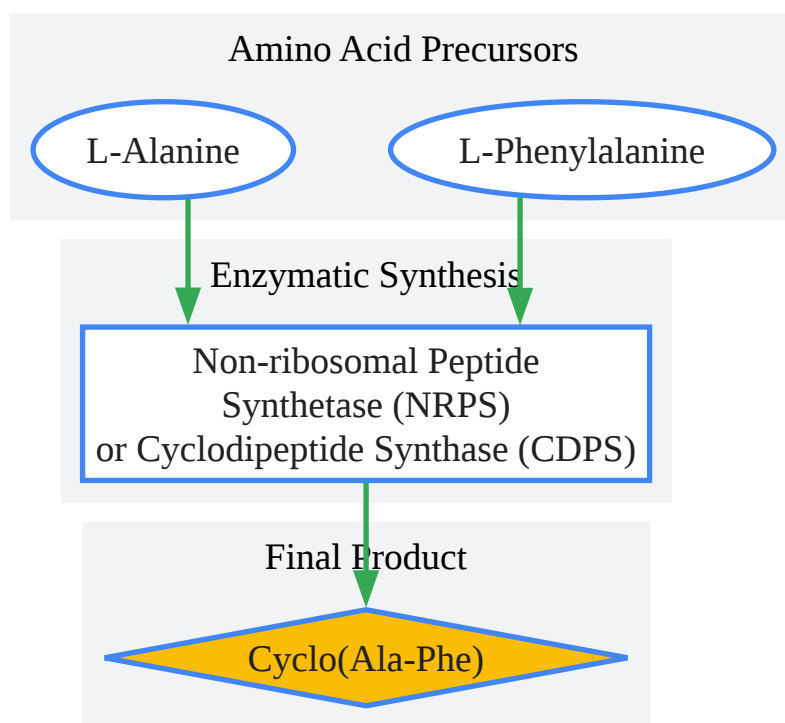 Amino Acid Precursors
L-Alanine
L-Phenylalanine
Enzymatic Synthesis
Non-ribosomal Peptide
Synthetase (NRPS)
or Cyclodipeptide Synthase (CDPS)
Final Product
Cyclo(Ala-Phe)